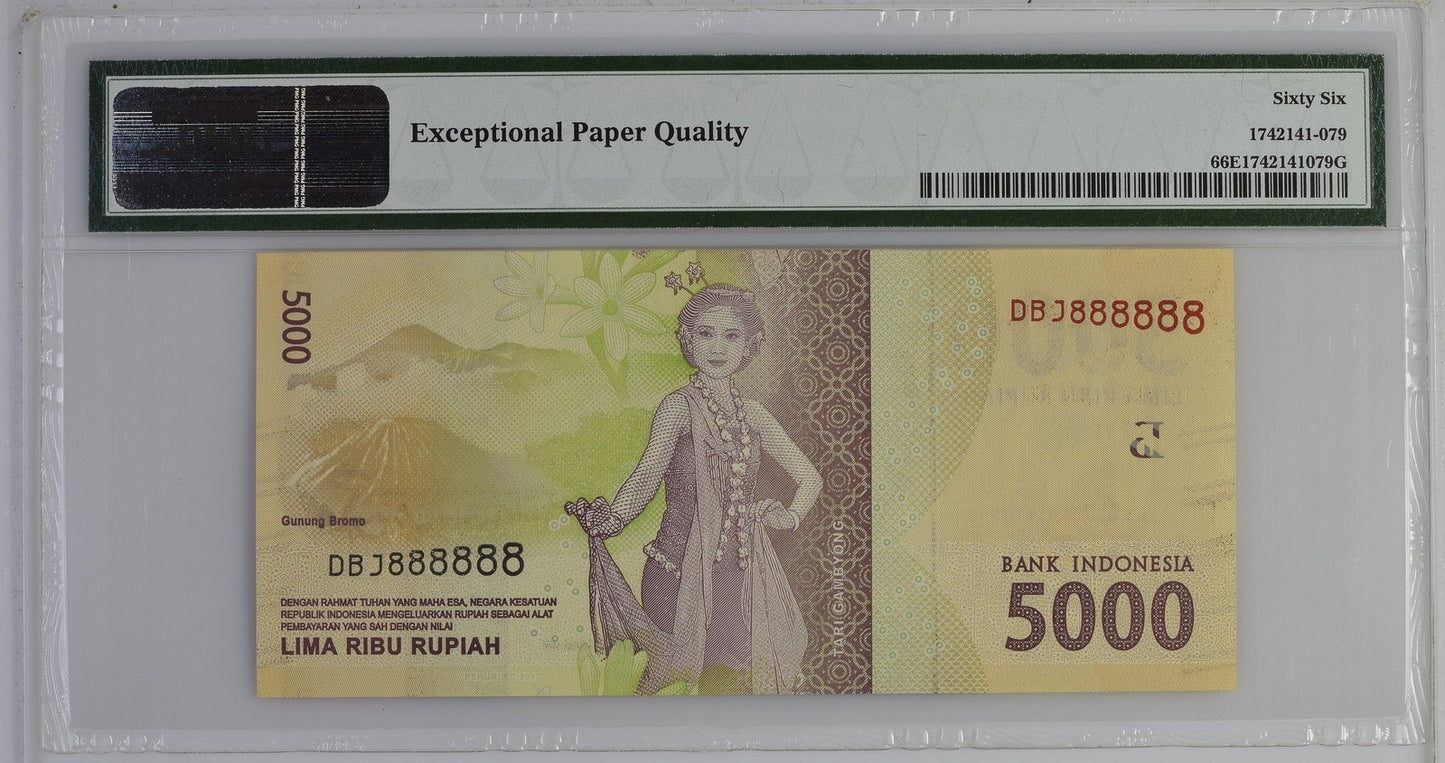 Sixty Six
Exceptional Paper Quality
1742141-079
66E1742141079G
5000
DBJ888888
Gunung Bromo
DBJ888888
DENGAN RAHMAT TUHAN YANG MAHA ESA, NEGARA KESATUAN
REPUBLIK INDONESIA MENGELUARKAN RUPIAH SEBAGAI ALAT
PEMBAYARAN YANG SAH DENGAN NILAI
LIMA RIBU RUPIAH
TARI GAMBYONG
BANK INDONESIA
5000